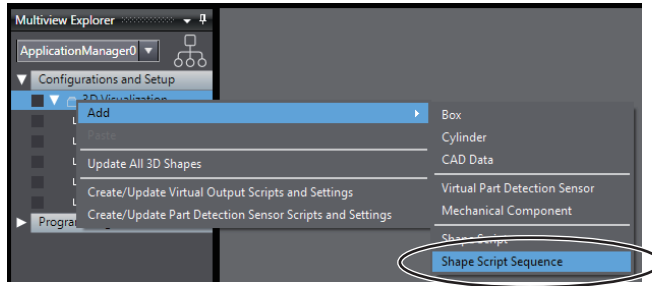 Multiview Explorer
ApplicationManager0
Configurations and Setup
3D Visualization
Add
Paste
Update All 3D Shapes
Create/Update Virtual Output Scripts and Settings
Create/Update Part Detection Sensor Scripts and Settings
Box
Cylinder
CAD Data
Virtual Part Detection Sensor
Mechanical Component
Shape Script
Shape Script Sequence